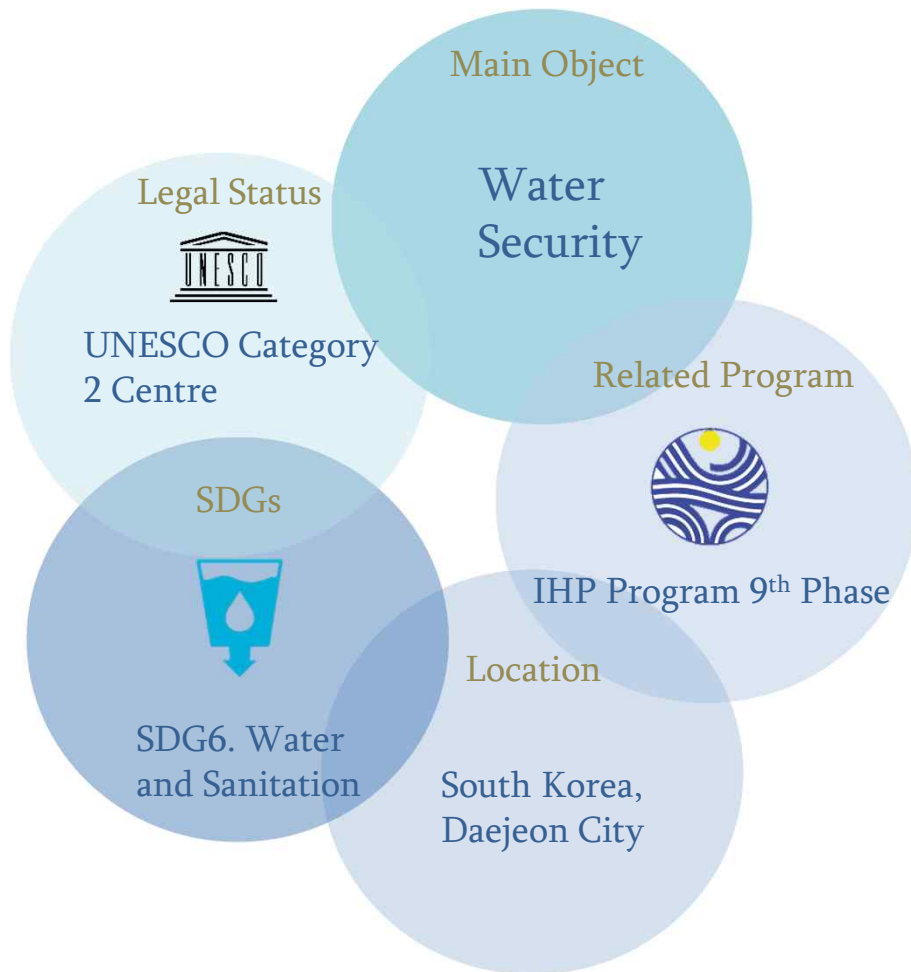 Main Object
Water
Security
Legal Status
UNESCO
UNESCO Category
2 Centre
Related Program
IHP Program 9th Phase
SDGs
SDG6. Water
and Sanitation
Location
South Korea,
Daejeon City